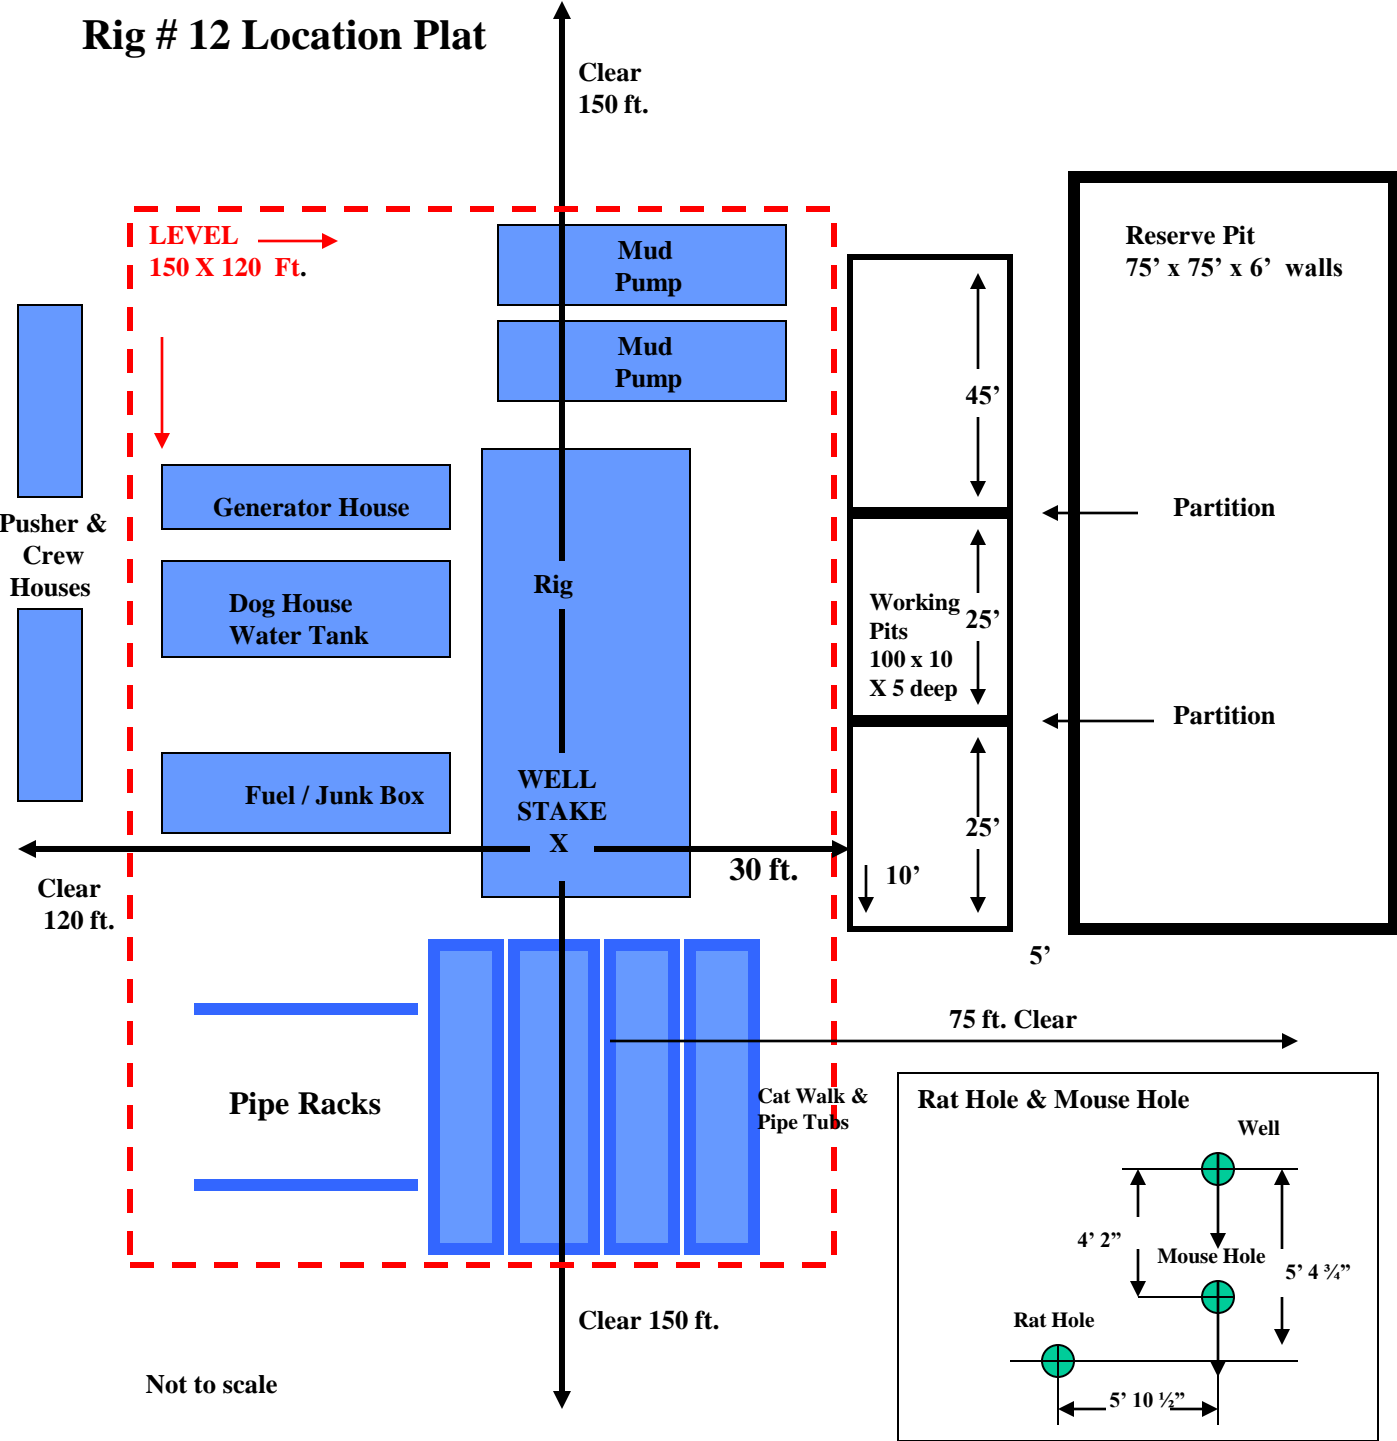 Rig # 12 Location Plat
Clear
150 ft.
LEVEL
150 X 120  Ft.
Mud
Pump
Mud
Pump
Reserve Pit
75’ x 75’ x 6’  walls
45’
Generator House
Partition
Pusher &
Crew
Houses
Rig
Dog House
Water Tank
Working
Pits
100 x 10
X 5 deep
25’
Partition
Fuel / Junk Box
WELL
STAKE
X
25’
30 ft.
10’
Clear
120 ft.
5’
75 ft. Clear
Pipe Racks
Cat Walk &
Pipe Tubs
Rat Hole & Mouse Hole
Well
4’ 2”
Mouse Hole
5’ 4 ¾”
Rat Hole
5’ 10 ½”
Clear 150 ft.
Not to scale